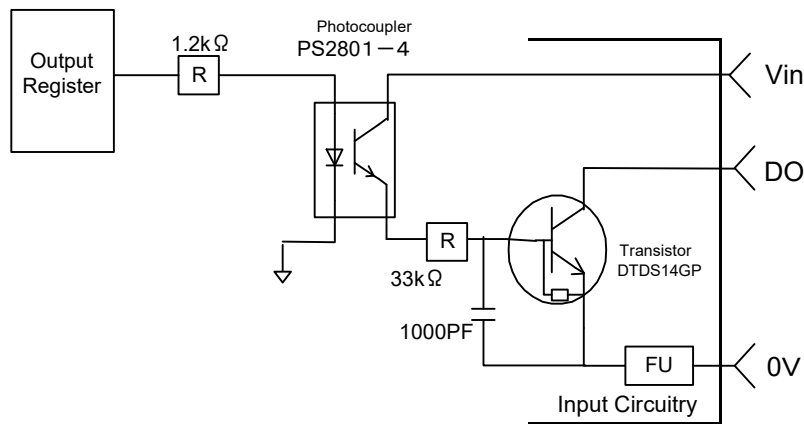 Output
Register
1.2kΩ
R
Photocoupler
PS2801－4
Vin
DO
R
33kΩ
Transistor
DTDS14GP
1000PF
FU
0V
Input Circuitry